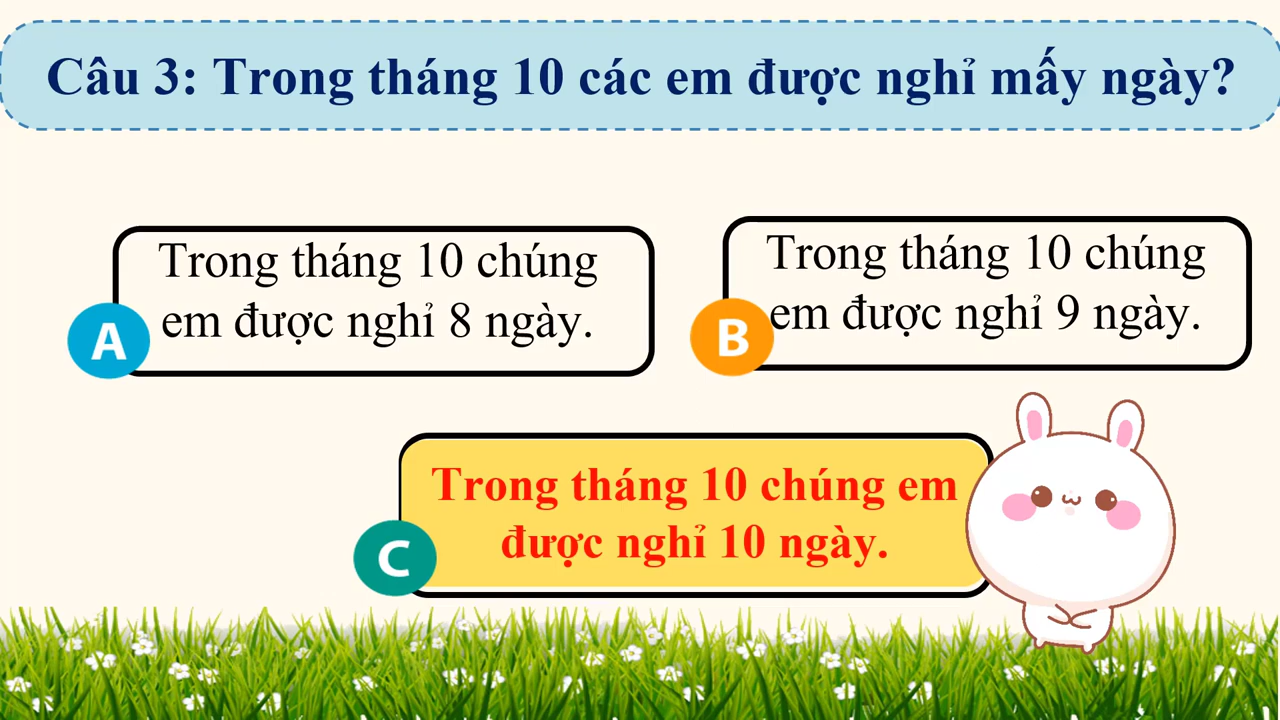 Câu 3: Trong tháng 10 các em được nghỉ mấy ngày?
A
Trong tháng 10 chúng
em được nghỉ 8 ngày.
B
Trong tháng 10 chúng
em được nghỉ 9 ngày.
C
Trong tháng 10 chúng em
được nghỉ 10 ngày.